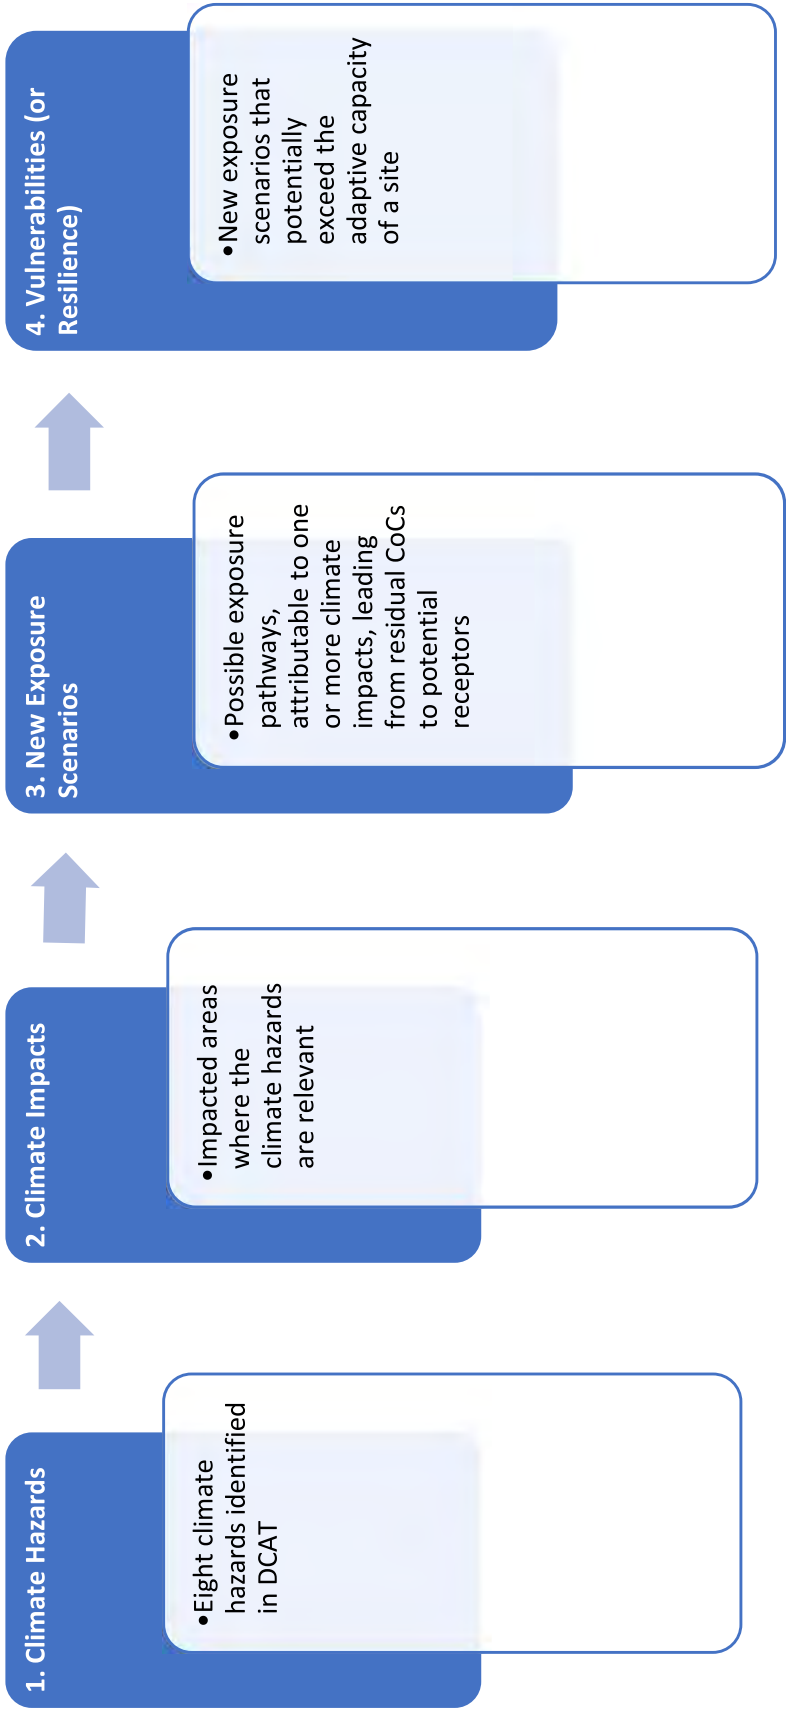 1. Climate Hazards
•Eight climate
hazards identified
in DCAT
2. Climate Impacts
•Impacted areas
where the
climate hazards
are relevant
3. New Exposure
Scenarios
•Possible exposure
pathways,
attributable to one
or more climate
impacts, leading
from residual CoCs
to potential
receptors
4. Vulnerabilities (or
Resilience)
•New exposure
scenarios that
potentially
exceed the
adaptive capacity
of a site